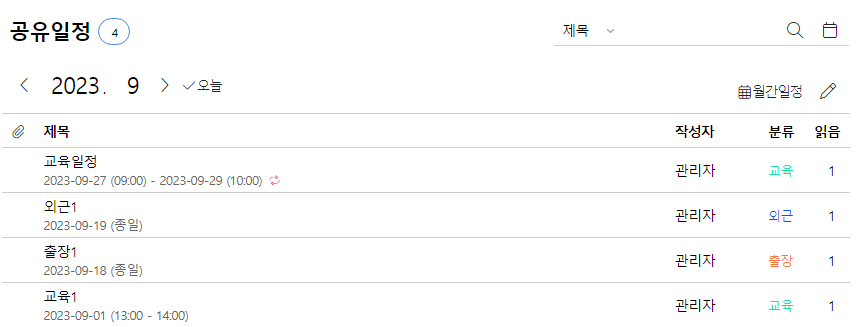 공유일정 4
제목
2023. 9 오늘
월간일정
제목 작성자 분류 읽음
교육일정
2023-09-27 (09:00) - 2023-09-29 (10:00)
관리자 교육 1
외근1
2023-09-19 (종일)
관리자 외근 1
출장1
2023-09-18 (종일)
관리자 출장 1
교육1
2023-09-01 (13:00 - 14:00)
관리자 교육 1